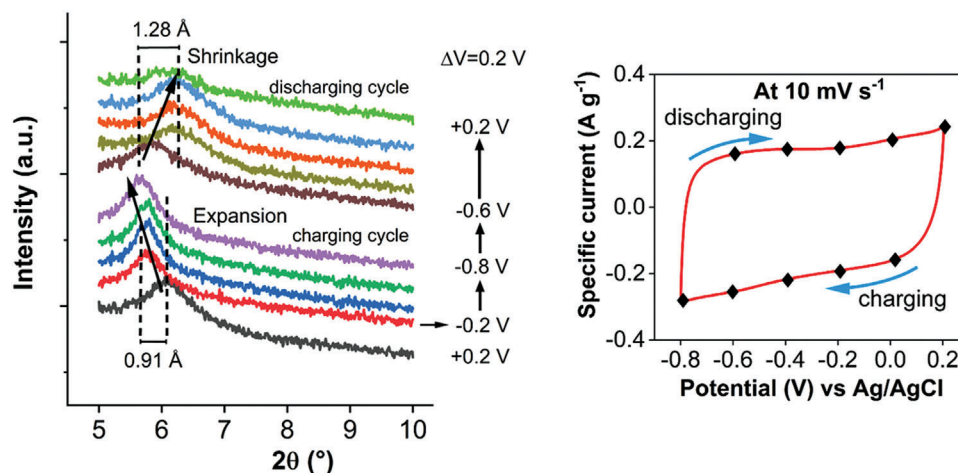 1.28 Å
Shrinkage
ΔV=0.2 V
discharging cycle
+0.2 V
-0.6 V
Expansion
charging cycle
-0.8 V
-0.2 V
+0.2 V
0.91 Å
Intensity (a.u.)
5 6 7 8 9 10
2θ (°)
At 10 mV s⁻¹
discharging
charging
Specific current (A g⁻¹)
0.4
0.2
0.0
-0.2
-0.4
-0.8 -0.6 -0.4 -0.2 0.0 0.2
Potential (V) vs Ag/AgCl